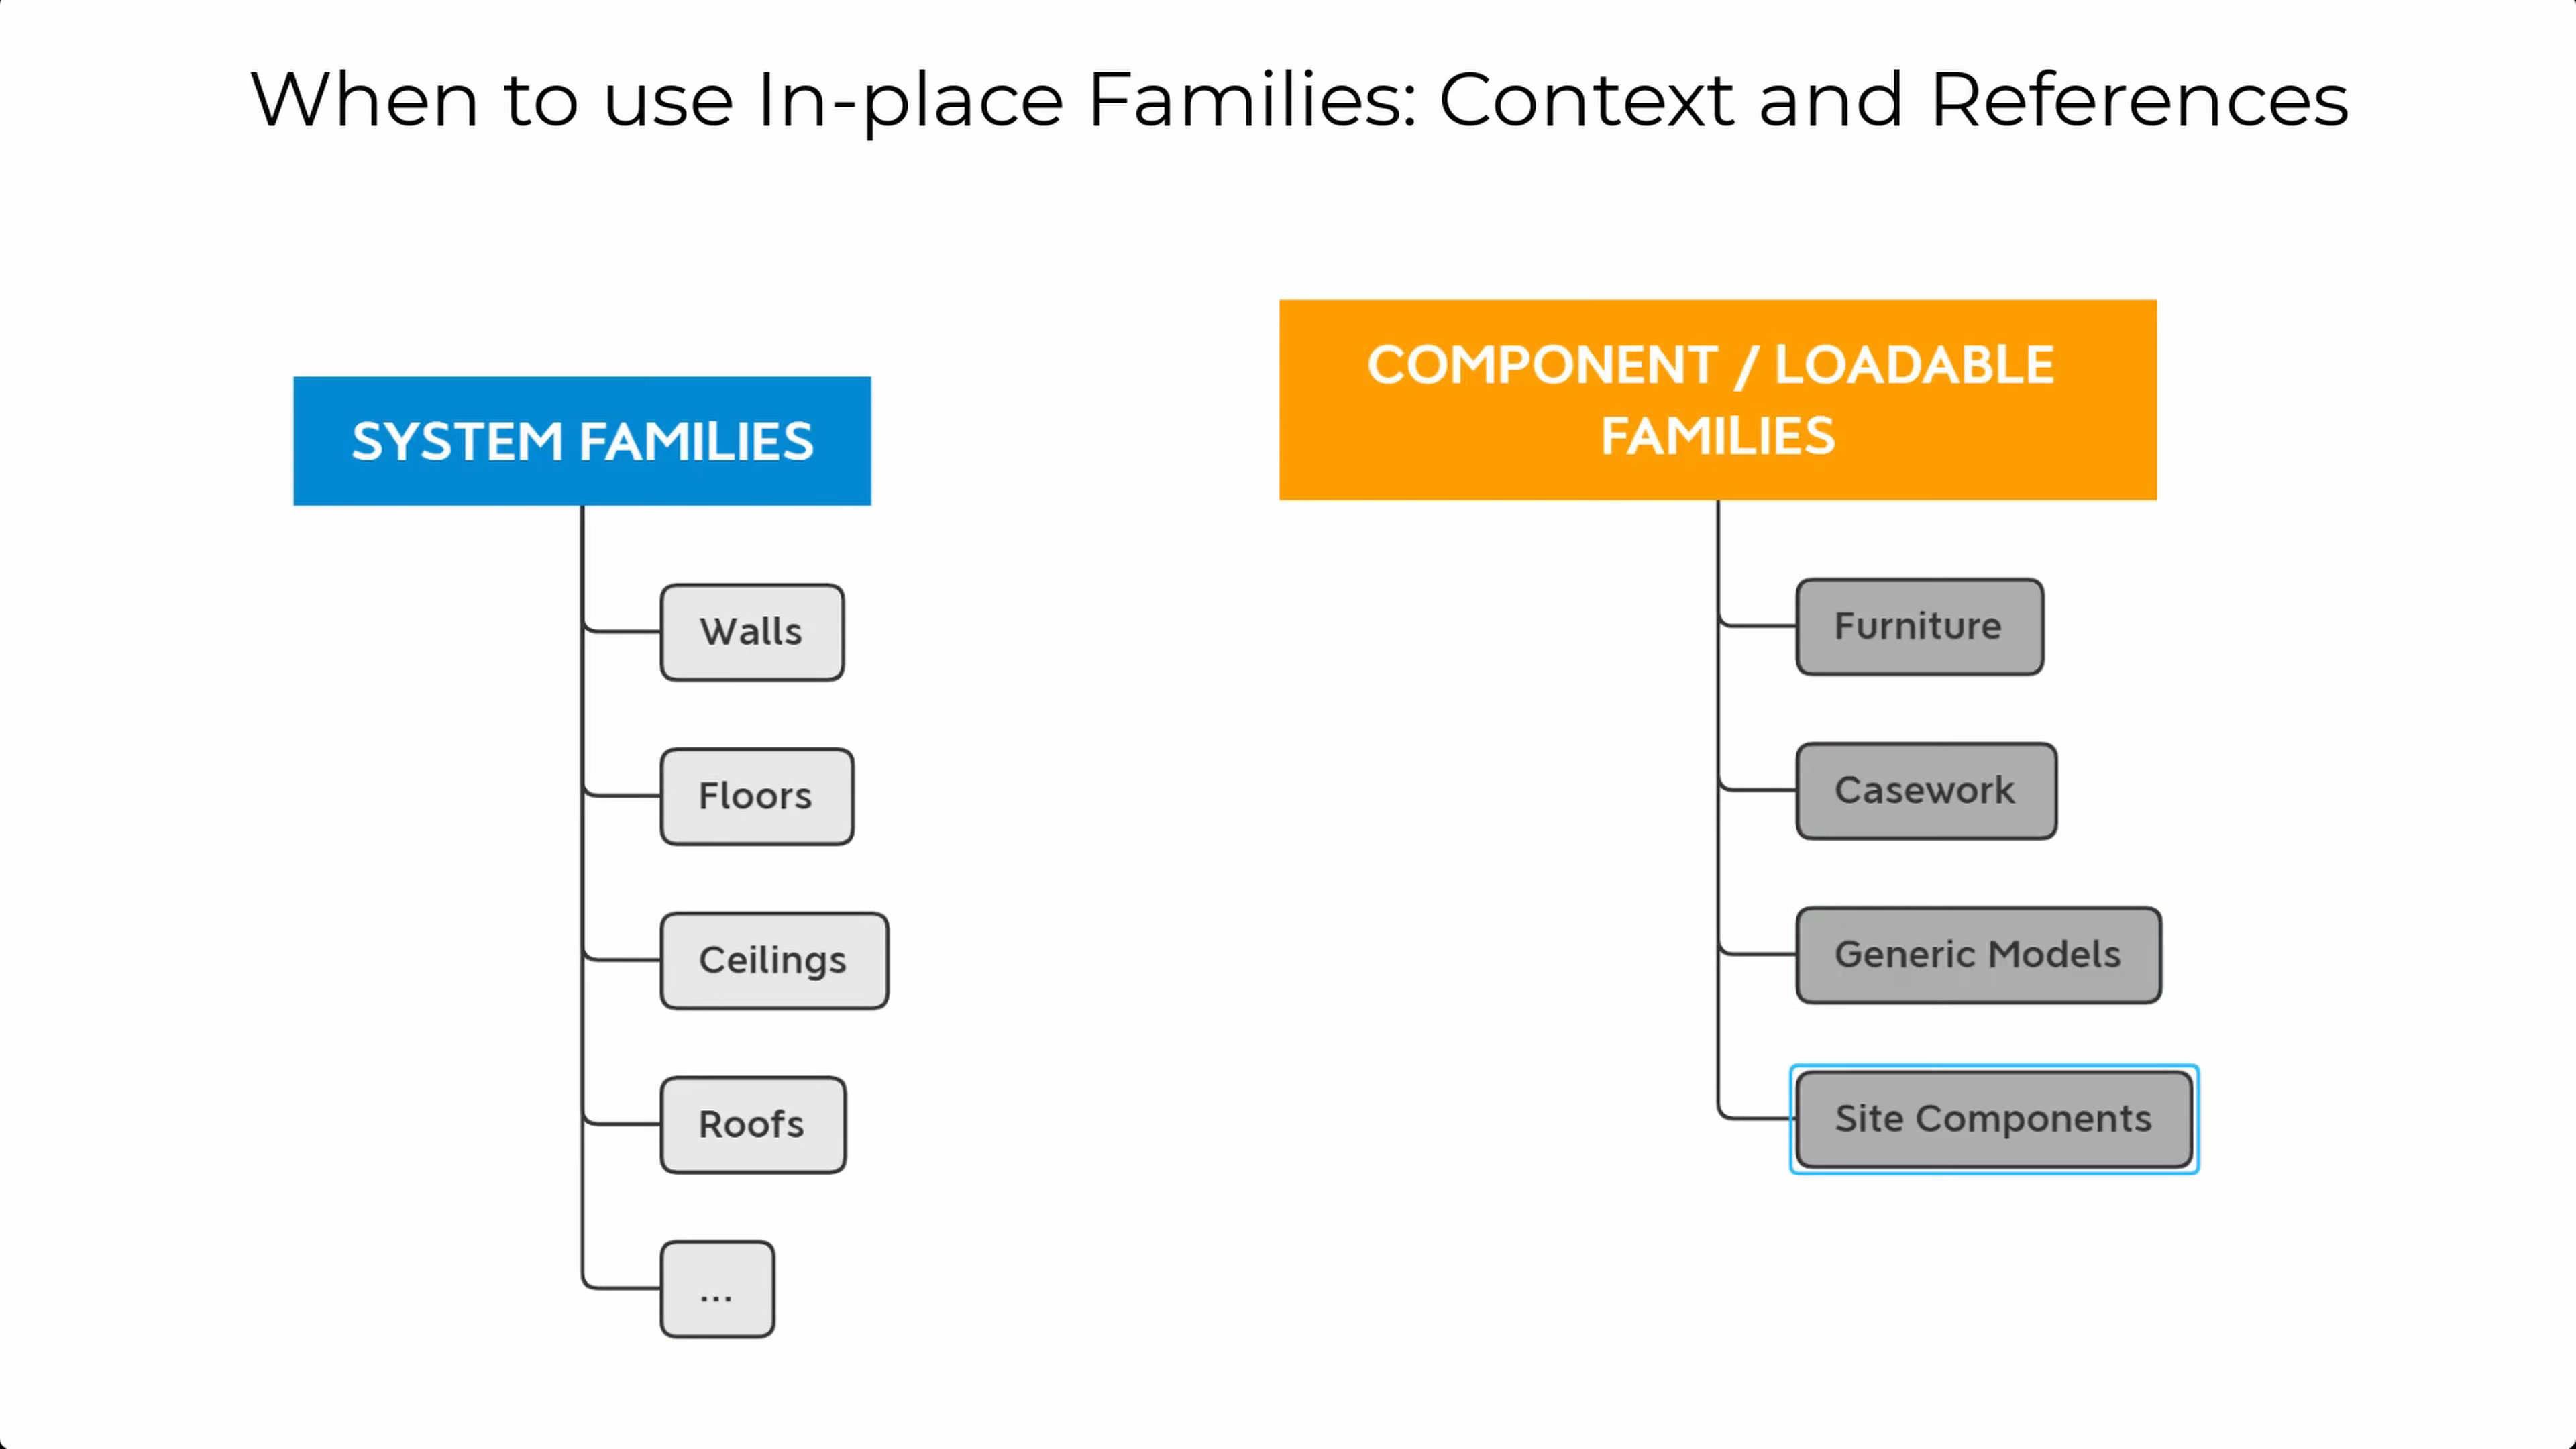 When to use In-place Families: Context and References
SYSTEM FAMILIES
Walls
Floors
Ceilings
Roofs
...
COMPONENT / LOADABLE
FAMILIES
Furniture
Casework
Generic Models
Site Components